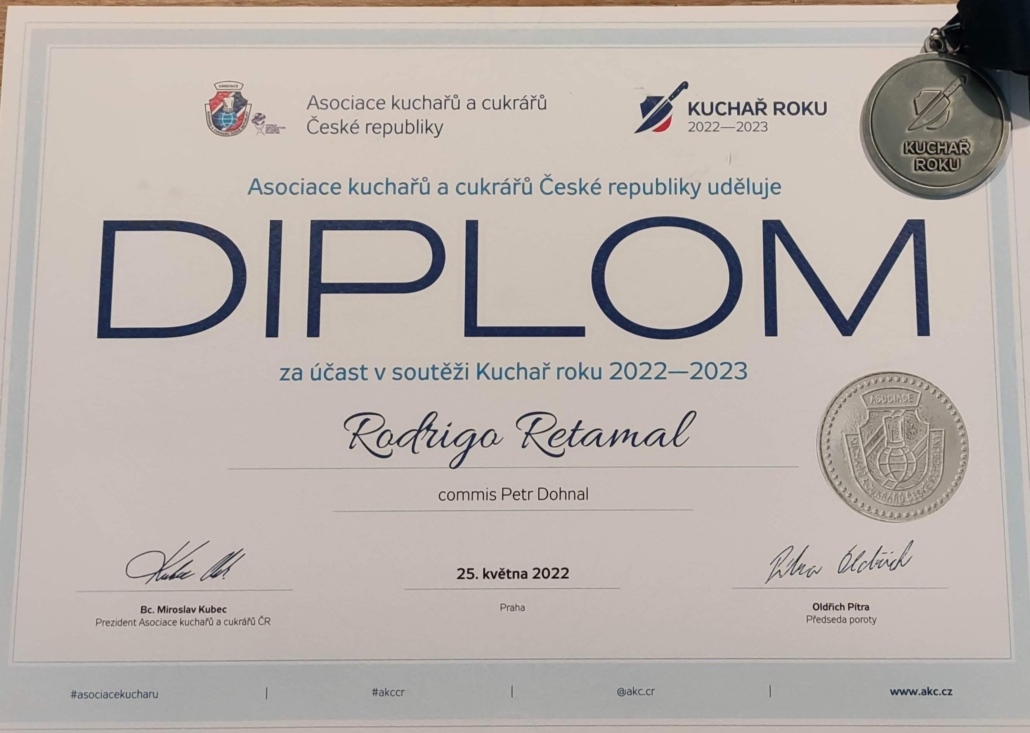 Asociace kuchařů a cukrářů
České republiky
KUCHAŘ ROKU
2022—2023
KUCHAŘ
ROKU
Asociace kuchařů a cukrářů České republiky uděluje
DIPLOM
za účast v soutěži Kuchař roku 2022—2023
Rodrigo Retamal
commis Petr Dohnal
ASOCIACE
25. května 2022
Praha
Bc. Miroslav Kubec
Prezident Asociace kuchařů a cukrářů ČR
Oldřich Pítra
Předseda poroty
#asociacekucharu
#akccr
@akc.cr
www.akc.cz